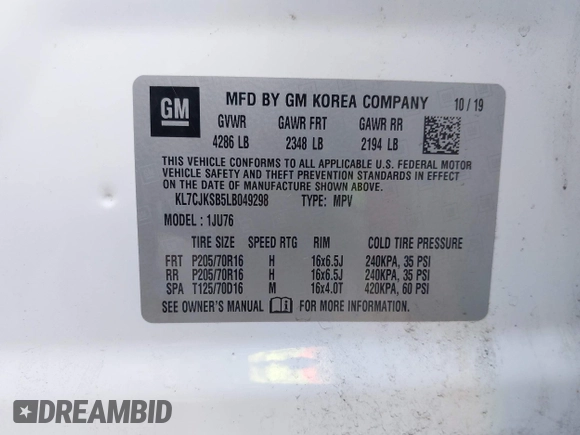 GM
MFD BY GM KOREA COMPANY 10/19
GVWR GAWR FRT GAWR RR
4286 LB 2348 LB 2194 LB
THIS VEHICLE CONFORMS TO ALL APPLICABLE U.S. FEDERAL MOTOR
VEHICLE SAFETY AND THEFT PREVENTION STANDARDS IN EFFECT
ON THE DATE OF MANUFACTURE SHOWN ABOVE.
KL7CJKSB5LB049298 TYPE: MPV
MODEL: 1JU76
TIRE SIZE SPEED RTG RIM COLD TIRE PRESSURE
FRT P205/70R16 H 16x6.5J 240KPA, 35 PSI
RR P205/70R16 H 16x6.5J 240KPA, 35 PSI
SPA T125/70D16 M 16x4.0T 420KPA, 60 PSI
SEE OWNER'S MANUAL FOR MORE INFORMATION.
DREAMBID